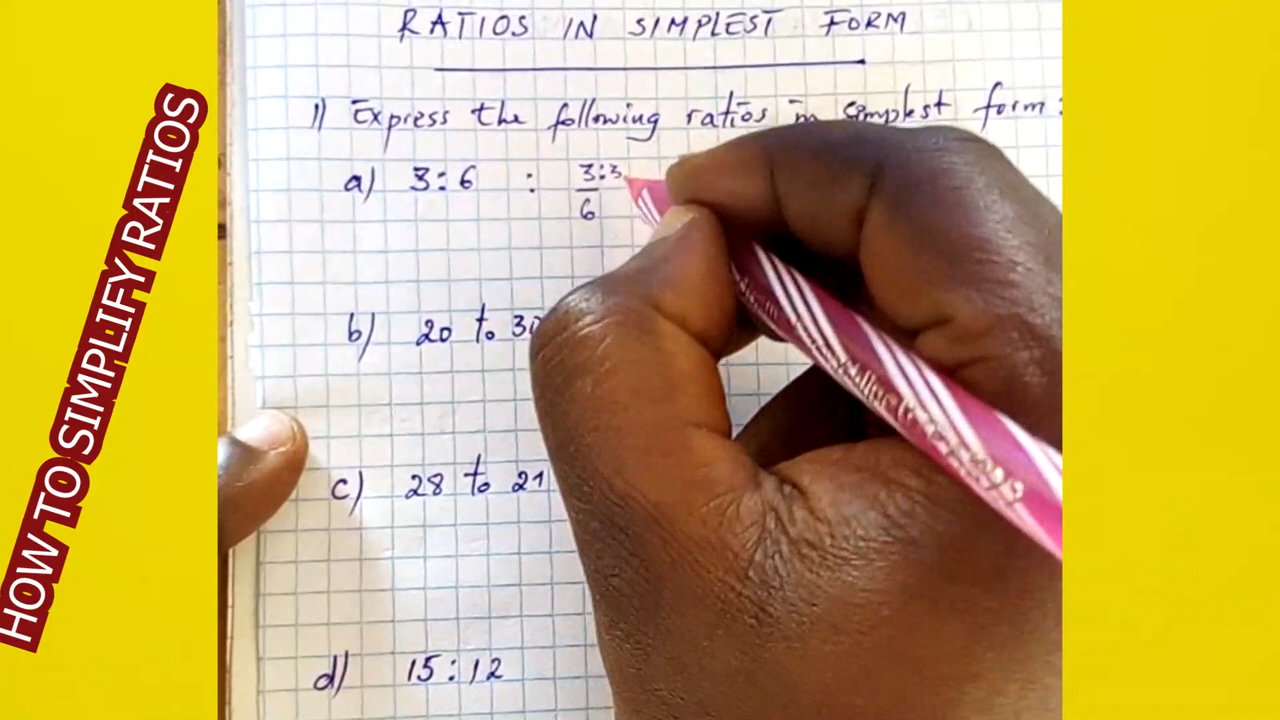 HOW TO SIMPLIFY RATIOS
RATIOS IN SIMPLEST FORM
1) Express the following ratios in simplest form:
a) 3:6 : 3:3
6
b) 20 to 30
c) 28 to 21
d) 15:12